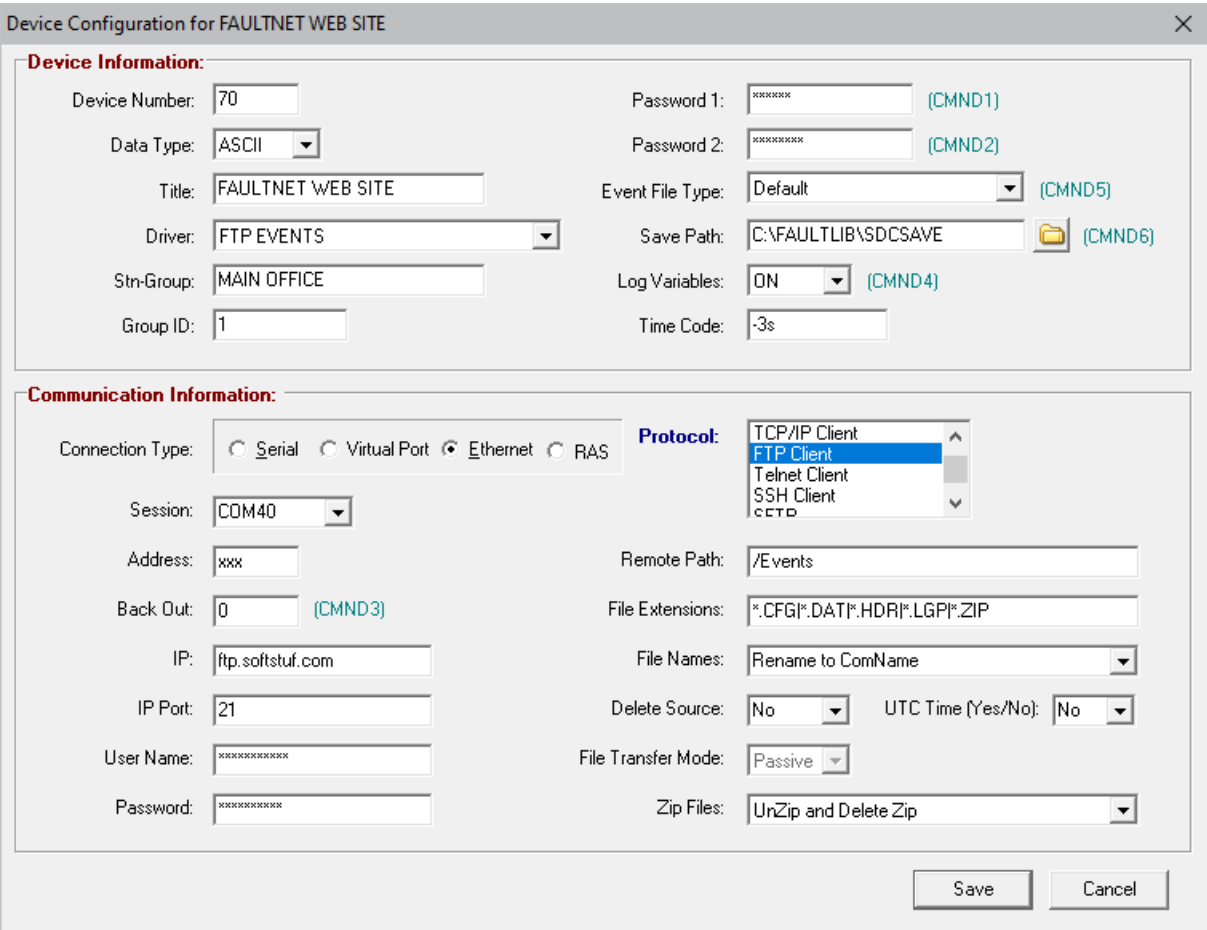 Device Configuration for FAULTNET WEB SITE
Device Information:
Device Number: 70
Data Type: ASCII
Title: FAULTNET WEB SITE
Driver: FTP EVENTS
Stn-Group: MAIN OFFICE
Group ID: 1
Password 1: ****** (CMND1)
Password 2: ******** (CMND2)
Event File Type: Default (CMND5)
Save Path: C:\FAULTLIB\SDCSAVE (CMND6)
Log Variables: ON (CMND4)
Time Code: -3s
Communication Information:
Connection Type: Serial Virtual Port Ethernet RAS
Session: COM40
Address: xxx
Back Out: 0 (CMND3)
IP: ftp.softstuf.com
IP Port: 21
User Name: ***********
Password: **********
Protocol:
TCP/IP Client
FTP Client
Telnet Client
SSH Client
SFTP
Remote Path: /Events
File Extensions: *.CFG|*.DAT|*.HDR|*.LGP|*.ZIP
File Names: Rename to ComName
Delete Source: No UTC Time (Yes/No): No
File Transfer Mode: Passive
Zip Files: UnZip and Delete Zip
Save Cancel